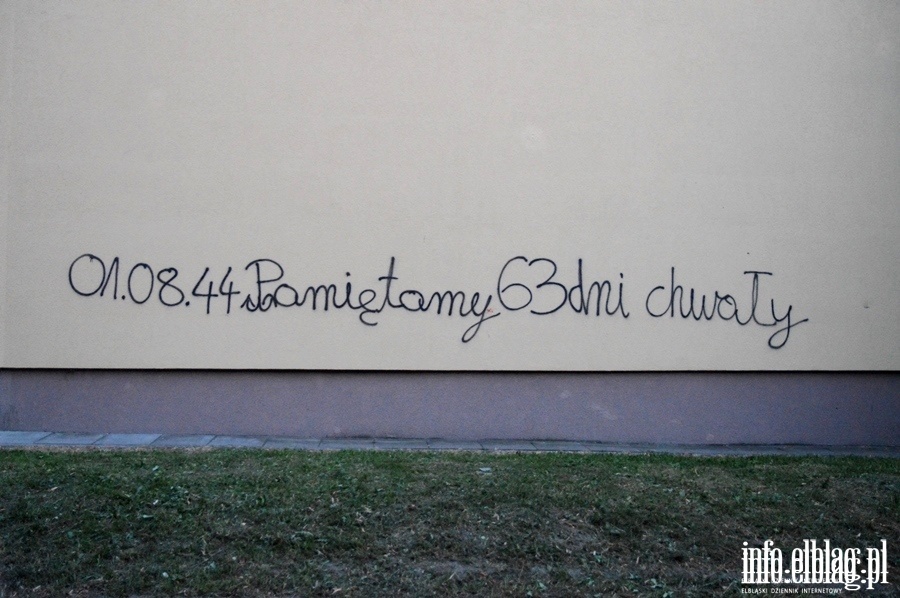 01.08.44 Pamiętamy 63 dni chwały
info.elblag.pl
ELBLĄSKI DZIENNIK INTERNETOWY